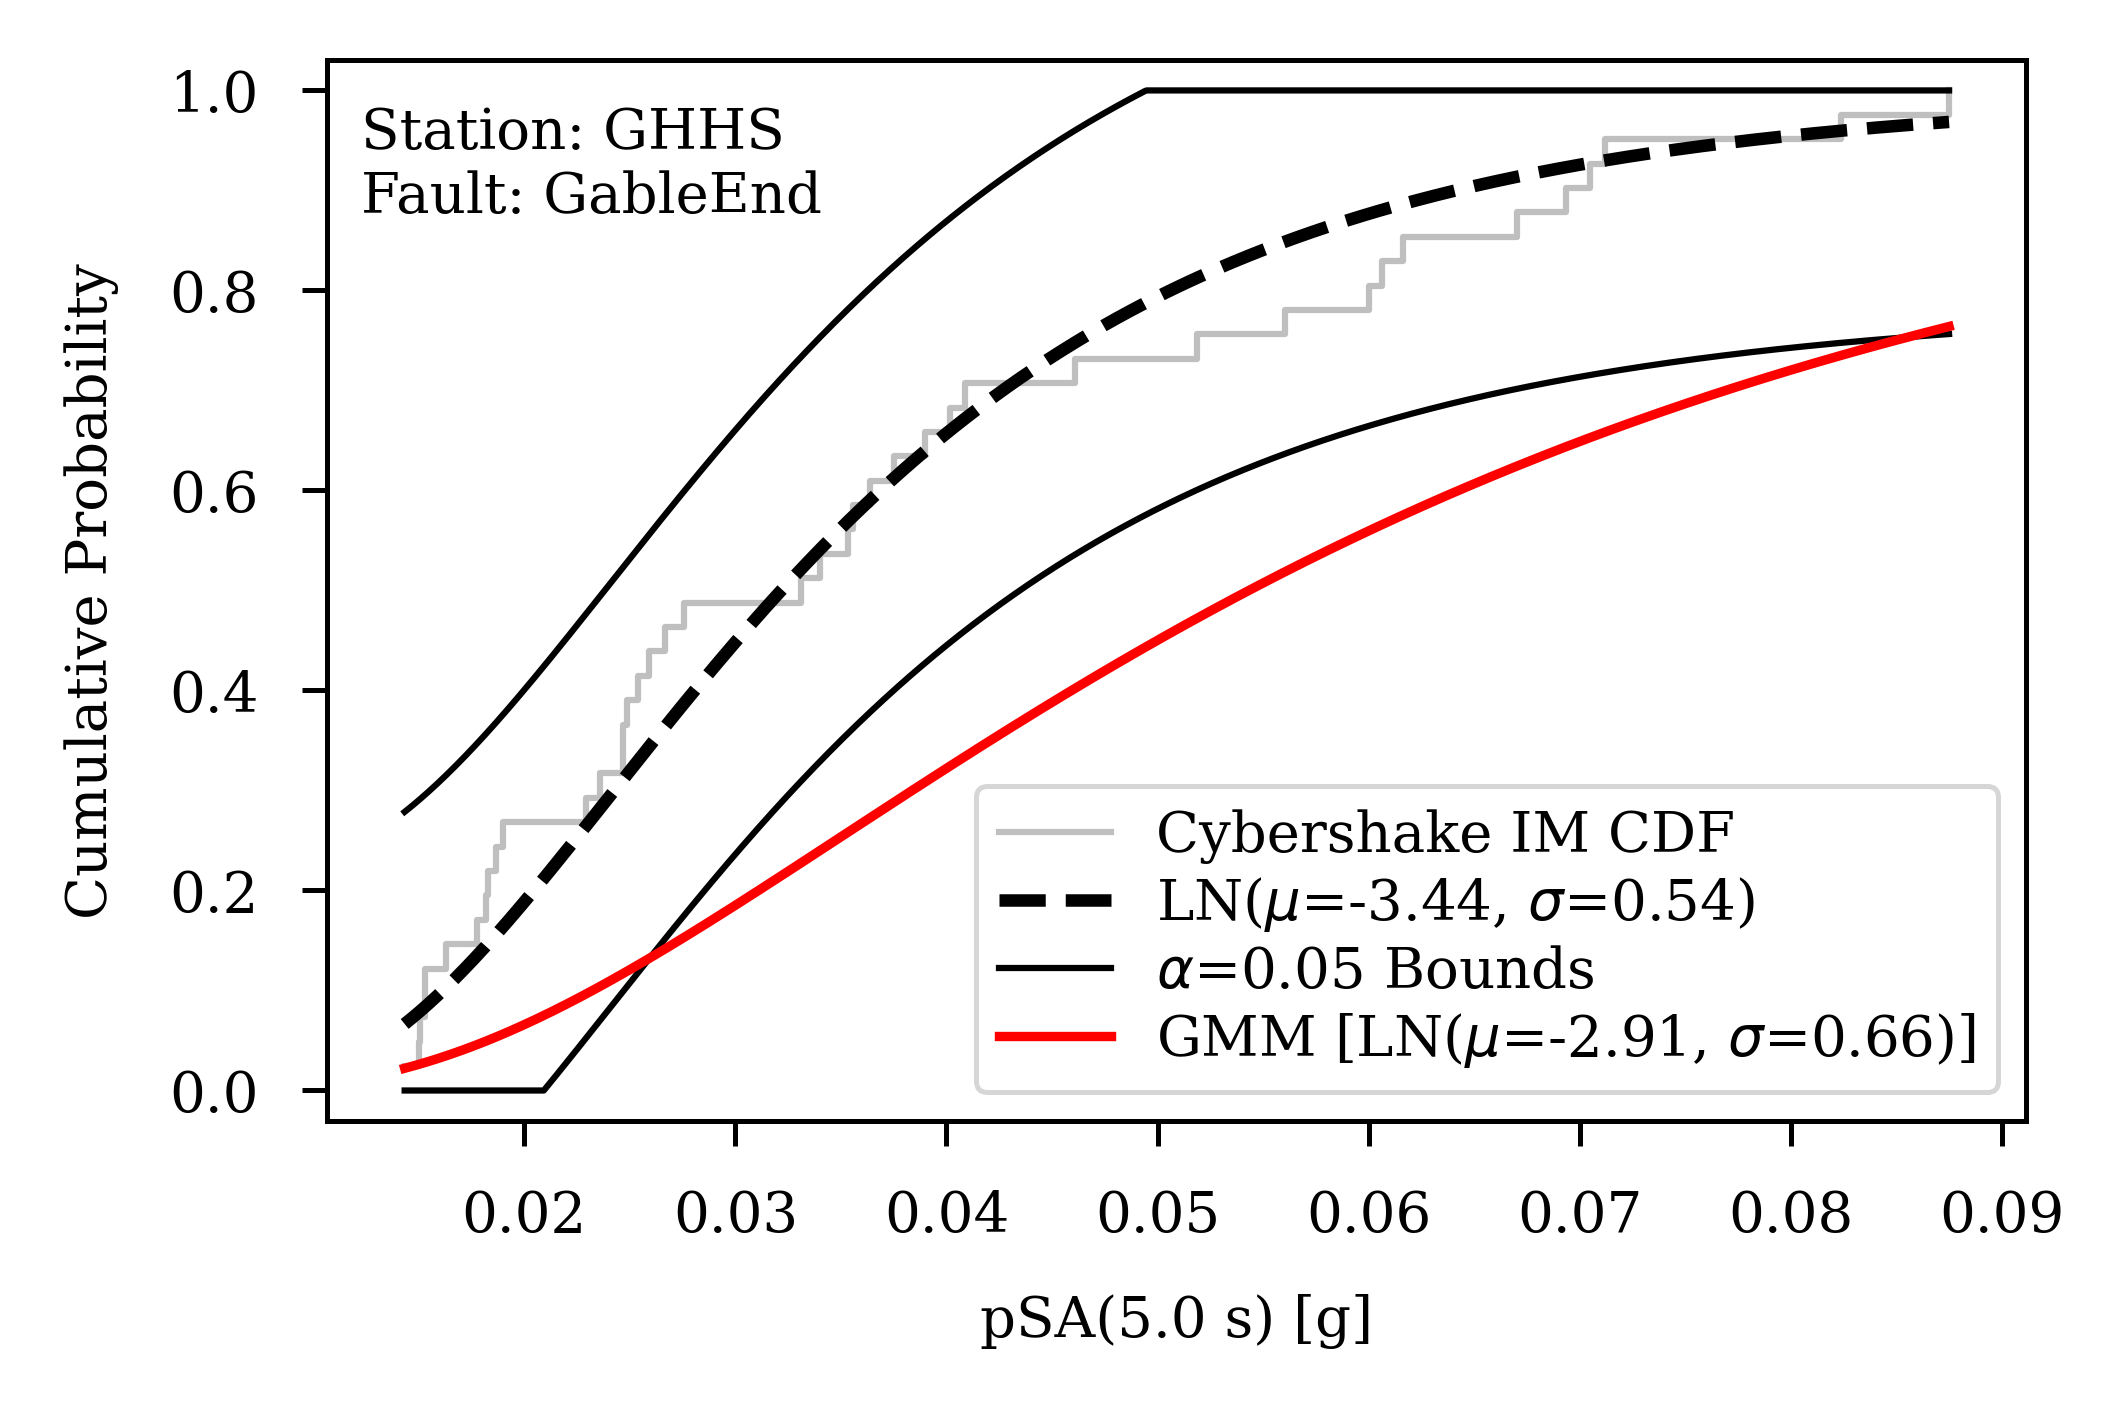 Station: GHHS
Fault: GableEnd
Cumulative Probability
1.0
0.8
0.6
0.4
0.2
0.0
Cybershake IM CDF
LN(μ=-3.44, σ=0.54)
α=0.05 Bounds
GMM [LN(μ=-2.91, σ=0.66)]
0.02 0.03 0.04 0.05 0.06 0.07 0.08 0.09
pSA(5.0 s) [g]